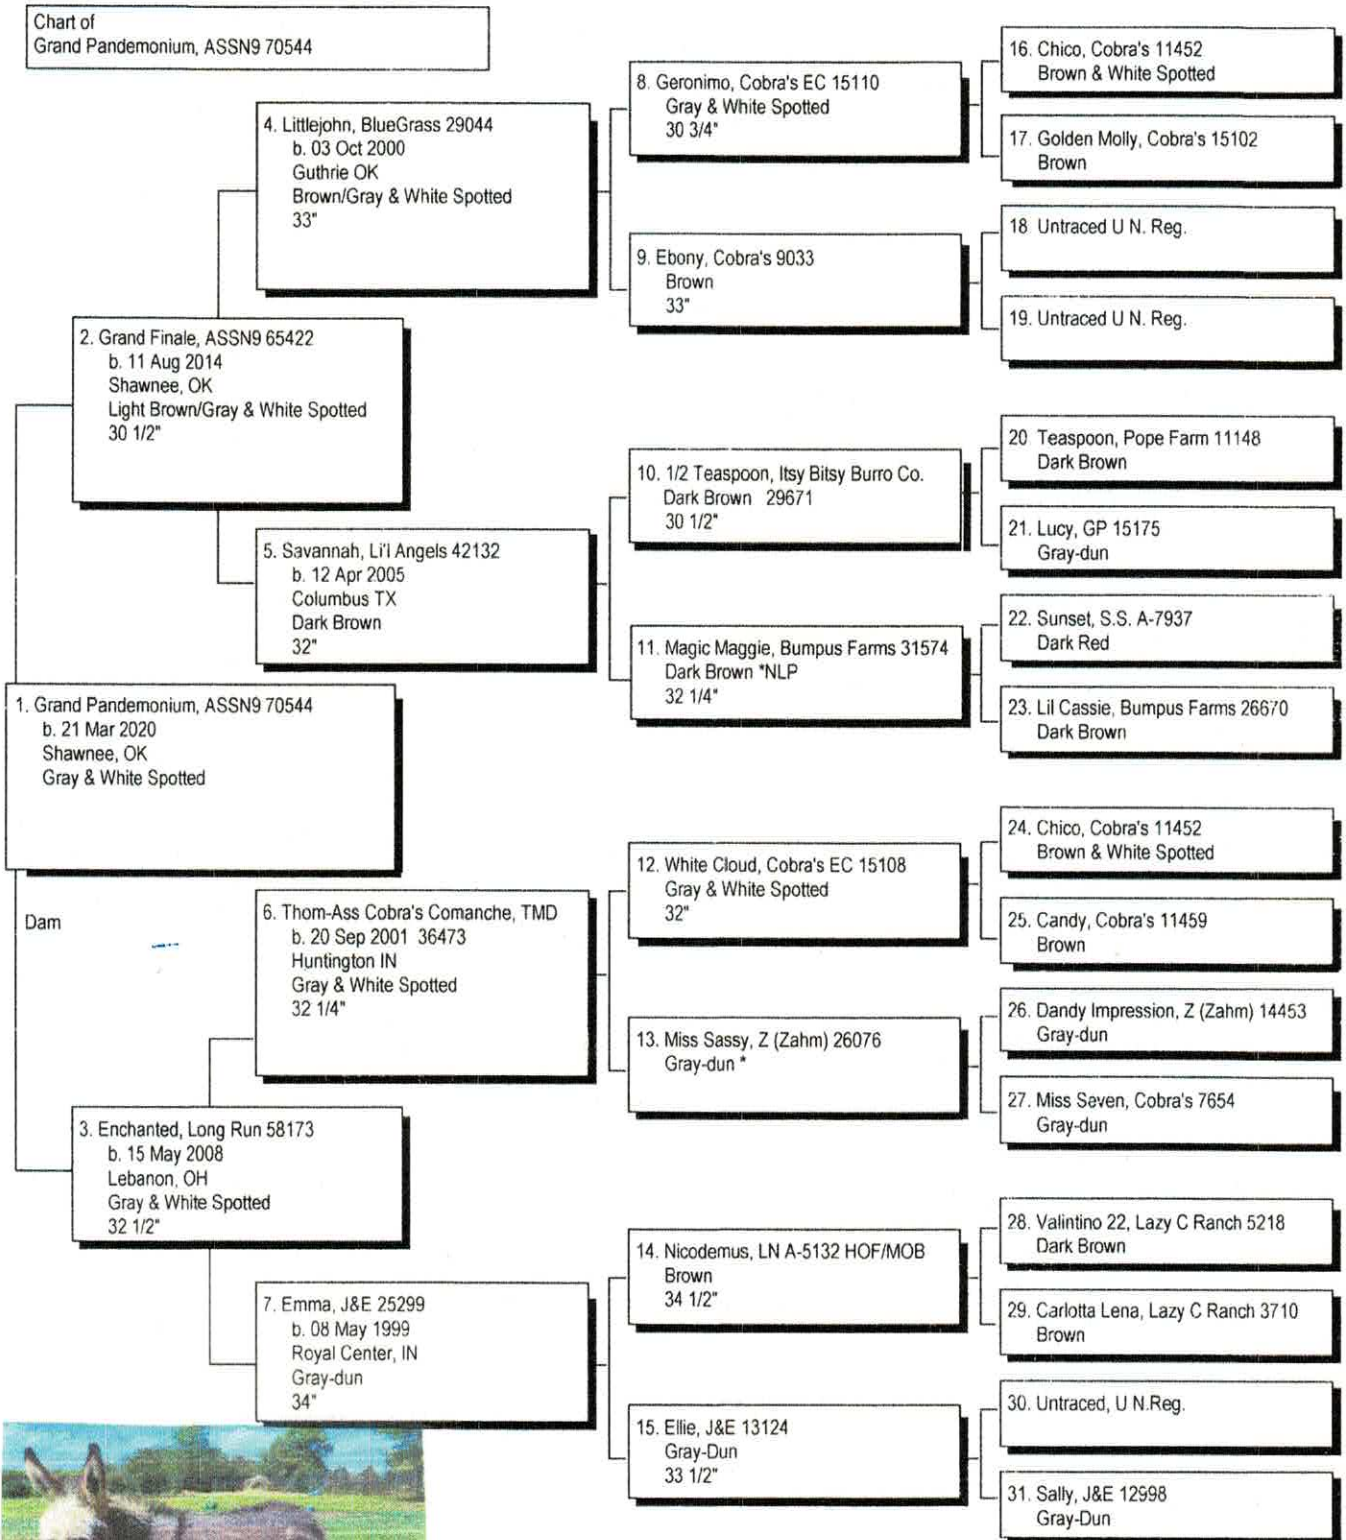 Chart of
Grand Pandemonium, ASSN9 70544
1. Grand Pandemonium, ASSN9 70544
b. 21 Mar 2020
Shawnee, OK
Gray & White Spotted
Dam
2. Grand Finale, ASSN9 65422
b. 11 Aug 2014
Shawnee, OK
Light Brown/Gray & White Spotted
30 1/2"
3. Enchanted, Long Run 58173
b. 15 May 2008
Lebanon, OH
Gray & White Spotted
32 1/2"
4. Littlejohn, BlueGrass 29044
b. 03 Oct 2000
Guthrie OK
Brown/Gray & White Spotted
33"
5. Savannah, Li'l Angels 42132
b. 12 Apr 2005
Columbus TX
Dark Brown
32"
6. Thom-Ass Cobra's Comanche, TMD
b. 20 Sep 2001 36473
Huntington IN
Gray & White Spotted
32 1/4"
7. Emma, J&E 25299
b. 08 May 1999
Royal Center, IN
Gray-dun
34"
8. Geronimo, Cobra's EC 15110
Gray & White Spotted
30 3/4"
9. Ebony, Cobra's 9033
Brown
33"
10. 1/2 Teaspoon, Itsy Bitsy Burro Co.
Dark Brown 29671
30 1/2"
11. Magic Maggie, Bumpus Farms 31574
Dark Brown *NLP
32 1/4"
12. White Cloud, Cobra's EC 15108
Gray & White Spotted
32"
13. Miss Sassy, Z (Zahm) 26076
Gray-dun *
14. Nicodemus, LN A-5132 HOF/MOB
Brown
34 1/2"
15. Ellie, J&E 13124
Gray-Dun
33 1/2"
16. Chico, Cobra's 11452
Brown & White Spotted
17. Golden Molly, Cobra's 15102
Brown
18 Untraced U N. Reg.
19. Untraced U N. Reg.
20 Teaspoon, Pope Farm 11148
Dark Brown
21. Lucy, GP 15175
Gray-dun
22. Sunset, S.S. A-7937
Dark Red
23. Lil Cassie, Bumpus Farms 26670
Dark Brown
24. Chico, Cobra's 11452
Brown & White Spotted
25. Candy, Cobra's 11459
Brown
26. Dandy Impression, Z (Zahm) 14453
Gray-dun
27. Miss Seven, Cobra's 7654
Gray-dun
28. Valintino 22, Lazy C Ranch 5218
Dark Brown
29. Carlotta Lena, Lazy C Ranch 3710
Brown
30. Untraced, U N.Reg.
31. Sally, J&E 12998
Gray-Dun